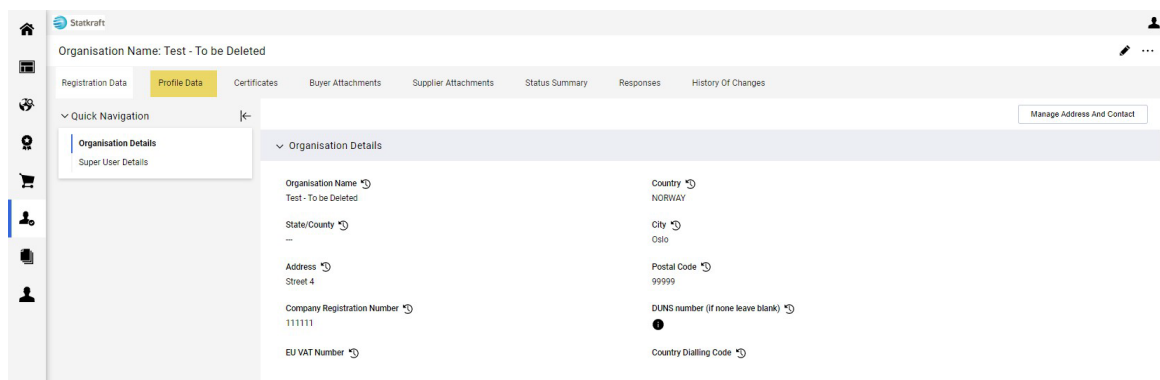 Statkraft
Organisation Name: Test - To be Deleted
Registration Data Profile Data Certificates Buyer Attachments Supplier Attachments Status Summary Responses History Of Changes
Quick Navigation
Manage Address And Contact
Organisation Details
Super User Details
Organisation Details
Organisation Name Country
Test - To be Deleted NORWAY
State/County City
--- Oslo
Address Postal Code
Street 4 99999
Company Registration Number DUNS number (if none leave blank)
111111
EU VAT Number Country Dialling Code